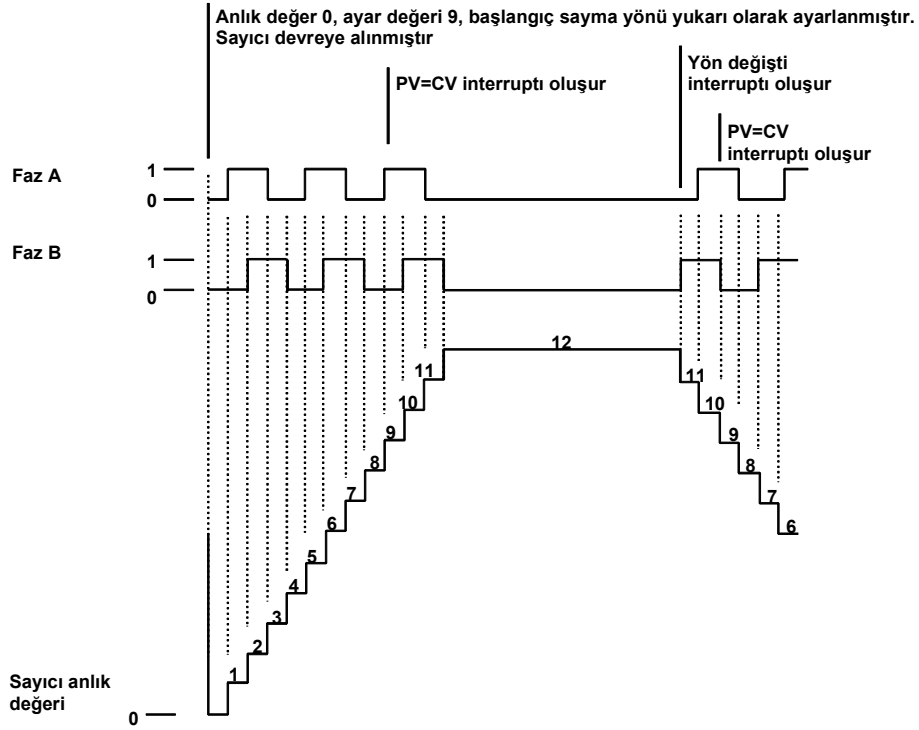 Anlık değer 0, ayar değeri 9, başlangıç sayma yönü yukarı olarak ayarlanmıştır.
Sayıcı devreye alınmıştır
PV=CV interruptı oluşur
Yön değişti
interruptı oluşur
PV=CV
interruptı oluşur
Faz A
1
0
Faz B
1
0
12
11
10
9
8
7
6
5
4
3
2
1
11
10
9
8
7
6
Sayıcı anlık
değeri
0